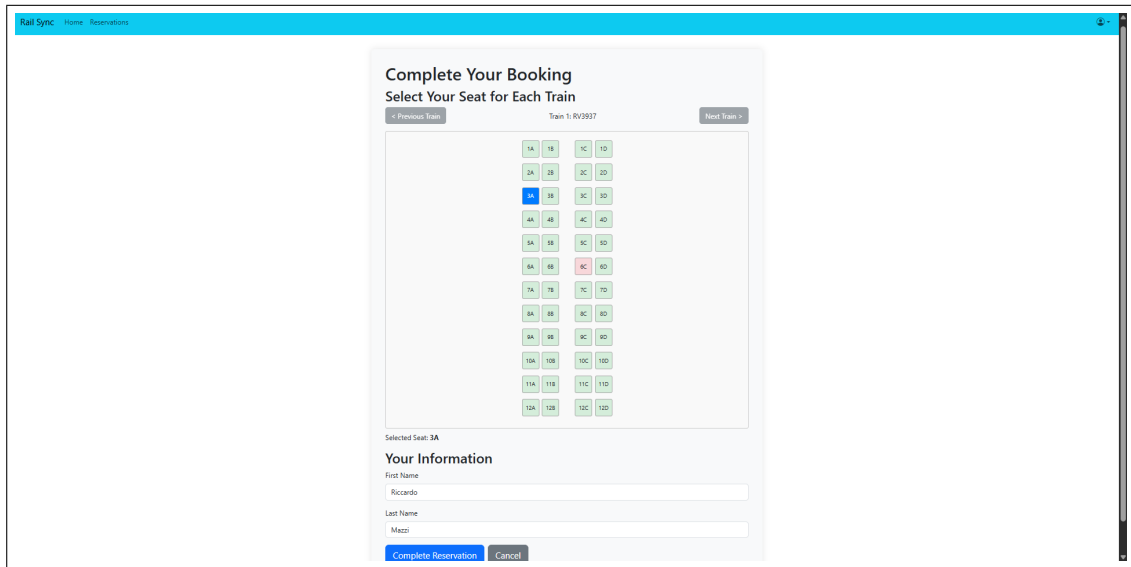 Rail Sync Home Reservations
Complete Your Booking
Select Your Seat for Each Train
< Previous Train Train 1: RV3937 Next Train >
1A 1B 1C 1D
2A 2B 2C 2D
3A 3B 3C 3D
4A 4B 4C 4D
5A 5B 5C 5D
6A 6B 6C 6D
7A 7B 7C 7D
8A 8B 8C 8D
9A 9B 9C 9D
10A 10B 10C 10D
11A 11B 11C 11D
12A 12B 12C 12D
Selected Seat: 3A
Your Information
First Name
Riccardo
Last Name
Mazzi
Complete Reservation Cancel